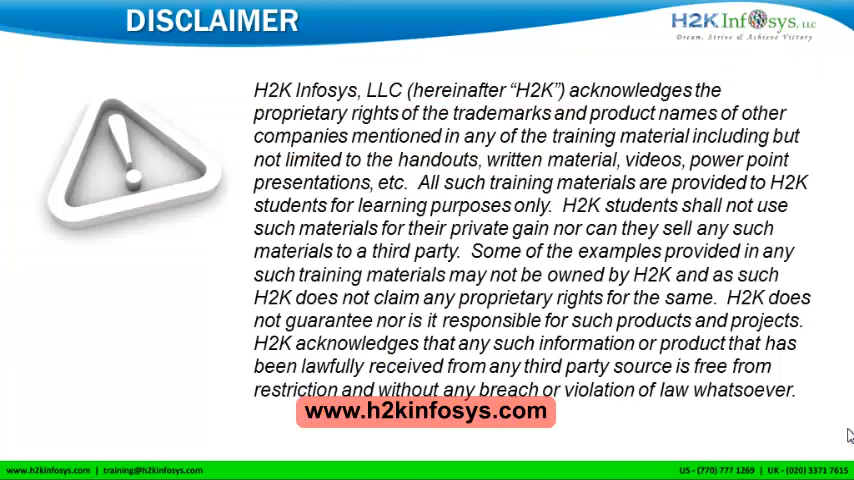 DISCLAIMER
H2K Infosys, LLC
Dream, Strive & Achieve Victory
H2K Infosys, LLC (hereinafter “H2K”) acknowledges the
proprietary rights of the trademarks and product names of other
companies mentioned in any of the training material including but
not limited to the handouts, written material, videos, power point
presentations, etc.  All such training materials are provided to H2K
students for learning purposes only.  H2K students shall not use
such materials for their private gain nor can they sell any such
materials to a third party.  Some of the examples provided in any
such training materials may not be owned by H2K and as such
H2K does not claim any proprietary rights for the same.  H2K does
not guarantee nor is it responsible for such products and projects.
H2K acknowledges that any such information or product that has
been lawfully received from any third party source is free from
restriction and without any breach or violation of law whatsoever.
www.h2kinfosys.com
www.h2kinfosys.com | training@h2kinfosys.com
US - (770) 777 1269 | UK - (020) 3371 7615